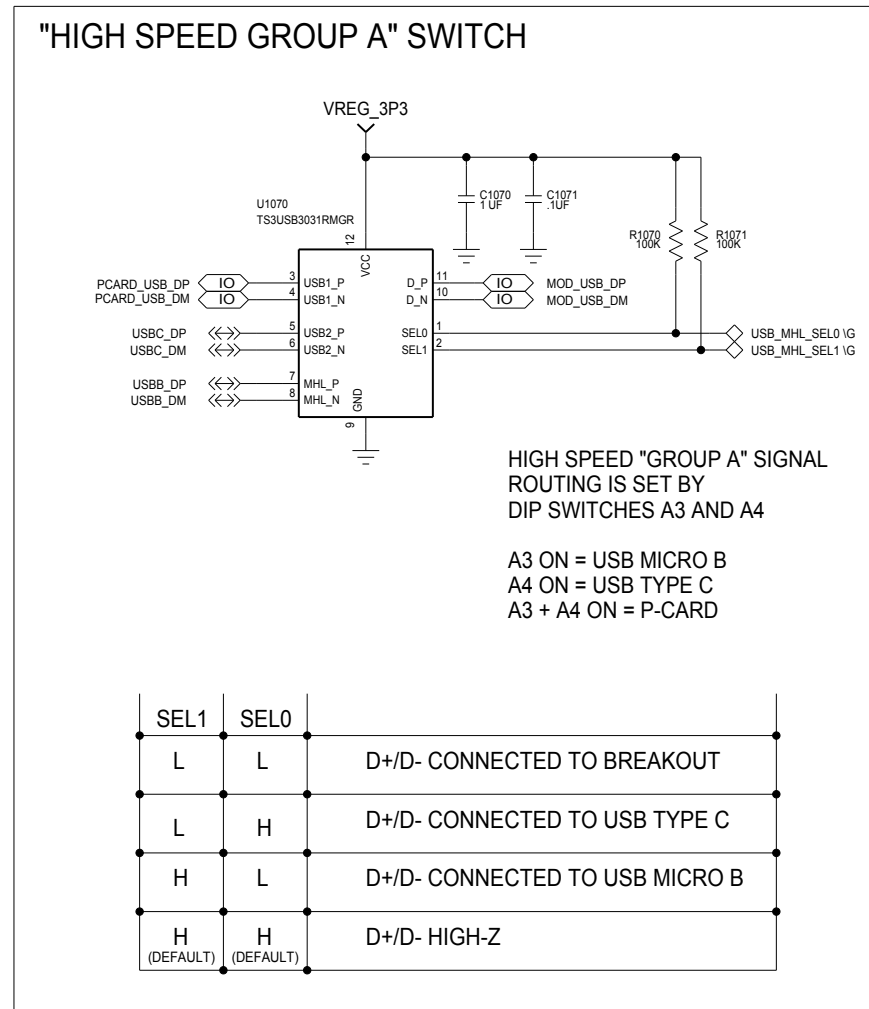 "HIGH SPEED GROUP A" SWITCH
VREG_3P3
U1070
TS3USB3031RMGR
C1070
1 UF
C1071
.1UF
R1070
100K
R1071
100K
12
VCC
PCARD_USB_DP IO 3 USB1_P
PCARD_USB_DM IO 4 USB1_N
USBC_DP 5 USB2_P
USBC_DM 6 USB2_N
USBB_DP 7 MHL_P
USBB_DM 8 MHL_N
D_P 11 IO MOD_USB_DP
D_N 10 IO MOD_USB_DM
SEL0 1 USB_MHL_SEL0 \G
SEL1 2 USB_MHL_SEL1 \G
GND
9
HIGH SPEED "GROUP A" SIGNAL
ROUTING IS SET BY
DIP SWITCHES A3 AND A4
A3 ON = USB MICRO B
A4 ON = USB TYPE C
A3 + A4 ON = P-CARD
SEL1 SEL0
L L D+/D- CONNECTED TO BREAKOUT
L H D+/D- CONNECTED TO USB TYPE C
H L D+/D- CONNECTED TO USB MICRO B
H H D+/D- HIGH-Z
(DEFAULT) (DEFAULT)